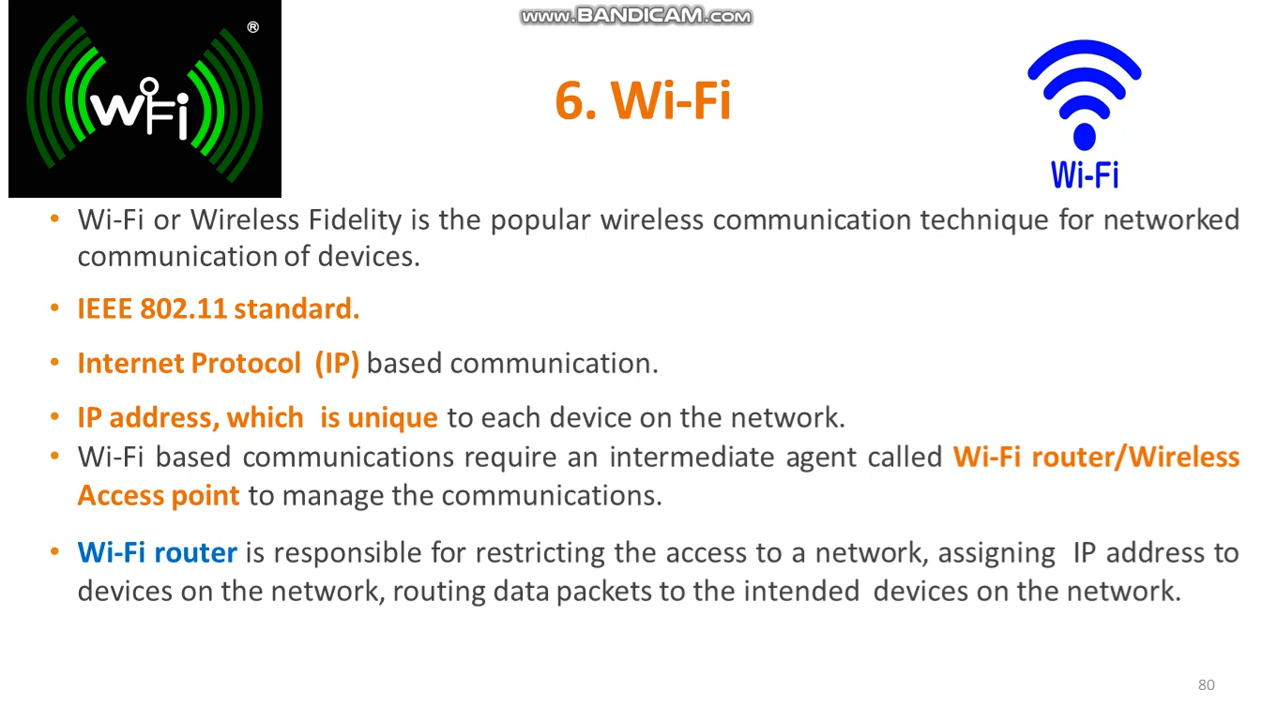 www.BANDICAM.com
®
WiFi
6. Wi-Fi
Wi-Fi
• Wi-Fi or Wireless Fidelity is the popular wireless communication technique for networked
communication of devices.
• IEEE 802.11 standard.
• Internet Protocol (IP) based communication.
• IP address, which is unique to each device on the network.
• Wi-Fi based communications require an intermediate agent called Wi-Fi router/Wireless
Access point to manage the communications.
• Wi-Fi router is responsible for restricting the access to a network, assigning IP address to
devices on the network, routing data packets to the intended devices on the network.
80